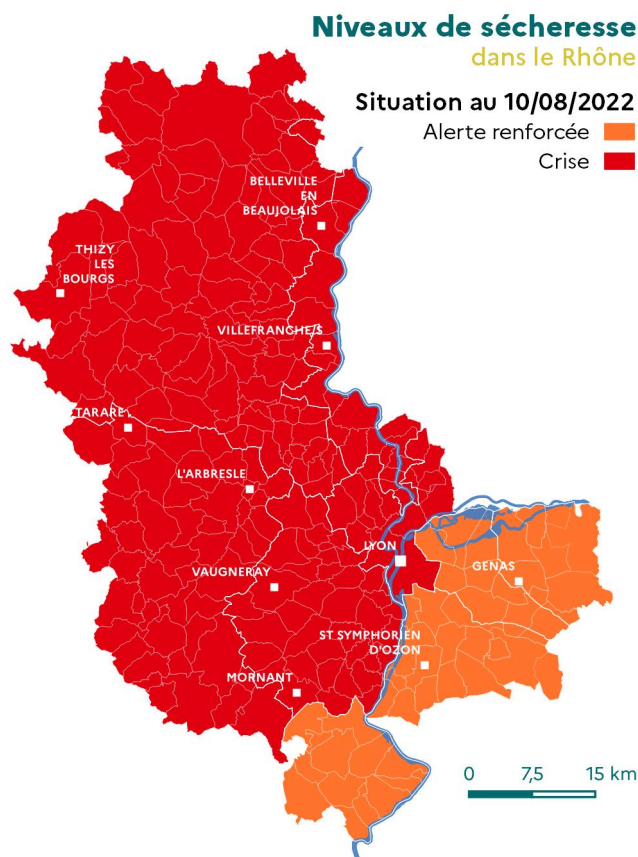 Niveaux de sécheresse
dans le Rhône
Situation au 10/08/2022
Alerte renforcée
Crise
BELLEVILLE
EN
BEAUJOLAIS
THIZY
LES
BOURGS
VILLEFRANCHE/S
TARARE
L'ARBRESLE
LYON
GENAS
VAUGNERAY
ST SYMPHORIEN
D'OZON
MORNANT
0 7,5 15 km